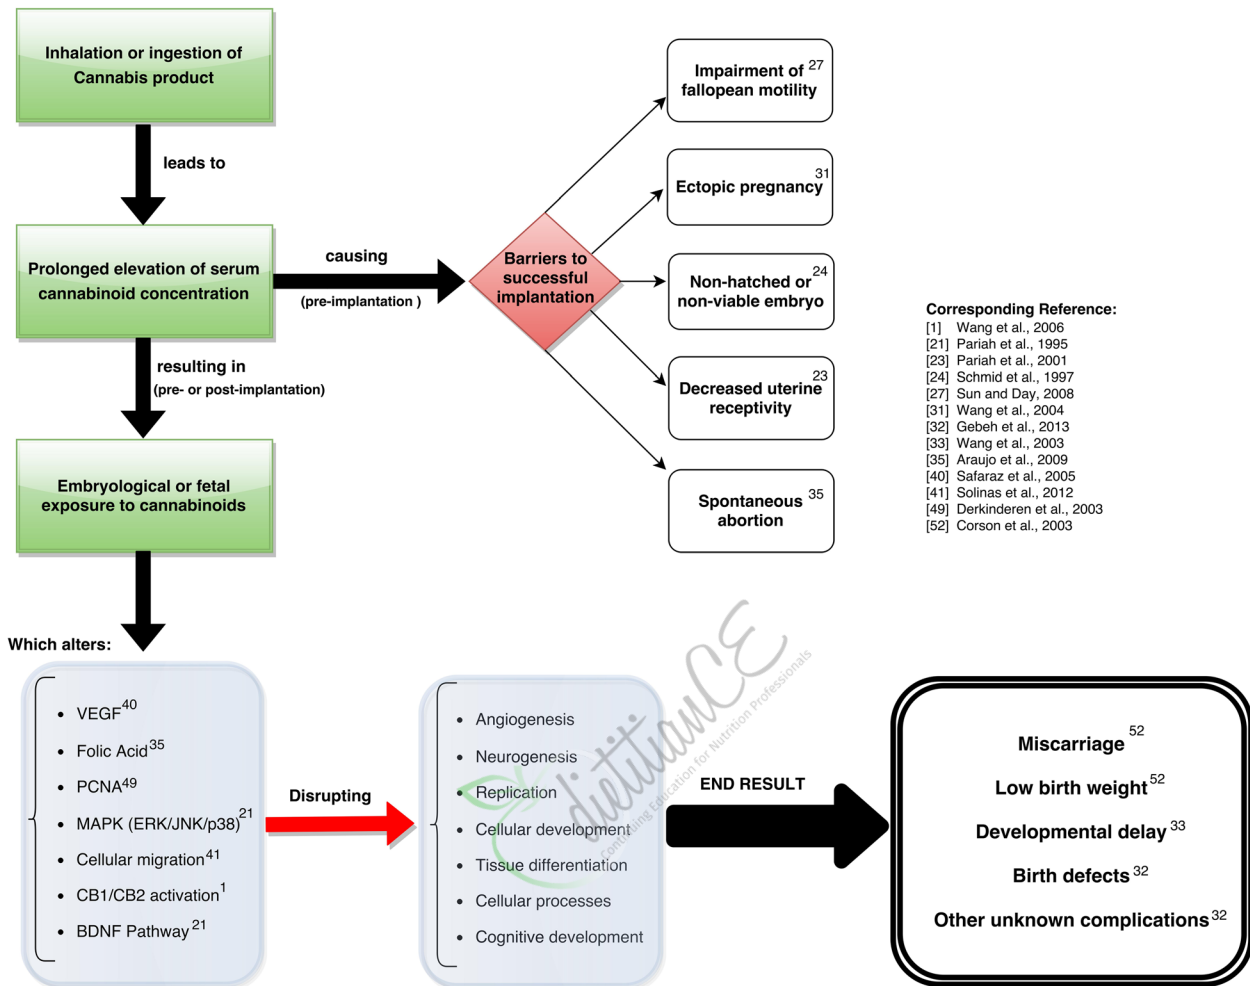 Inhalation or ingestion of
Cannabis product
leads to
Prolonged elevation of serum
cannabinoid concentration
causing
(pre-implantation )
Barriers to
successful
implantation
Impairment of 27
fallopean motility
Ectopic pregnancy 31
Non-hatched or 24
non-viable embryo
Decreased uterine 23
receptivity
Spontaneous 35
abortion
resulting in
(pre- or post-implantation)
Embryological or fetal
exposure to cannabinoids
Corresponding Reference:
[1] Wang et al., 2006
[21] Pariah et al., 1995
[23] Pariah et al., 2001
[24] Schmid et al., 1997
[27] Sun and Day, 2008
[31] Wang et al., 2004
[32] Gebeh et al., 2013
[33] Wang et al., 2003
[35] Araujo et al., 2009
[40] Safaraz et al., 2005
[41] Solinas et al., 2012
[49] Derkinderen et al., 2003
[52] Corson et al., 2003
Which alters:
• VEGF40
• Folic Acid35
• PCNA49
• MAPK (ERK/JNK/p38)21
• Cellular migration41
• CB1/CB2 activation1
• BDNF Pathway21
Disrupting
• Angiogenesis
• Neurogenesis
• Replication
• Cellular development
• Tissue differentiation
• Cellular processes
• Cognitive development
dietitianCE
Continuing Education for Nutrition Professionals
END RESULT
Miscarriage 52
Low birth weight52
Developmental delay 33
Birth defects 32
Other unknown complications 32